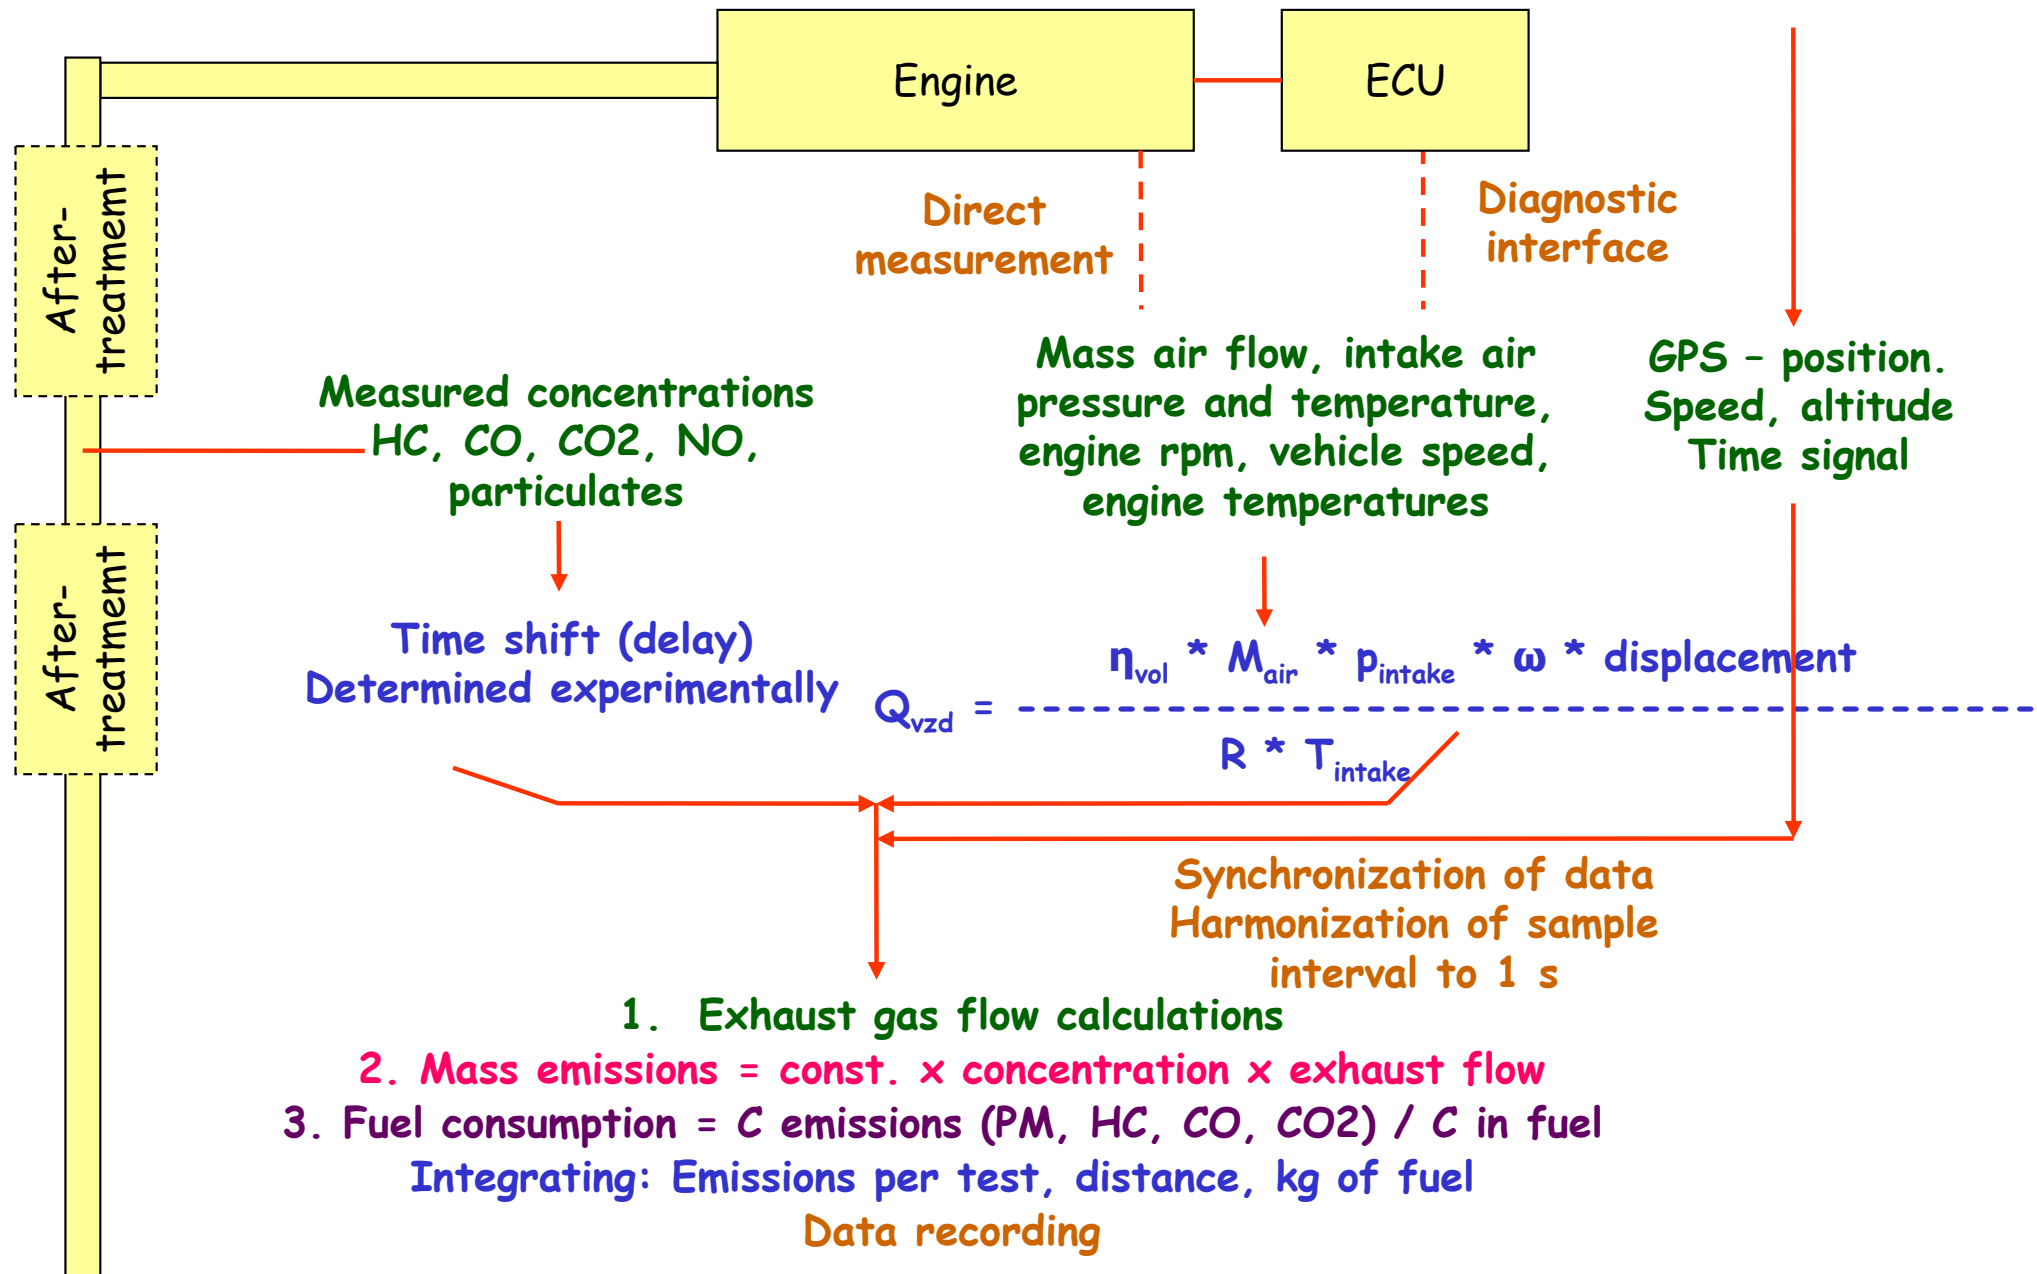 Engine
ECU
After-
treatmemt
Direct
measurement
Diagnostic
interface
Measured concentrations
HC, CO, CO2, NO,
particulates
Mass air flow, intake air
pressure and temperature,
engine rpm, vehicle speed,
engine temperatures
GPS – position.
Speed, altitude
Time signal
After-
treatmemt
Time shift (delay)
Determined experimentally
ηvol * Mair * pintake * ω * displacement
Qvzd = ------------------------------------
R * Tintake
Synchronization of data
Harmonization of sample
interval to 1 s
1. Exhaust gas flow calculations
2. Mass emissions = const. x concentration x exhaust flow
3. Fuel consumption = C emissions (PM, HC, CO, CO2) / C in fuel
Integrating: Emissions per test, distance, kg of fuel
Data recording